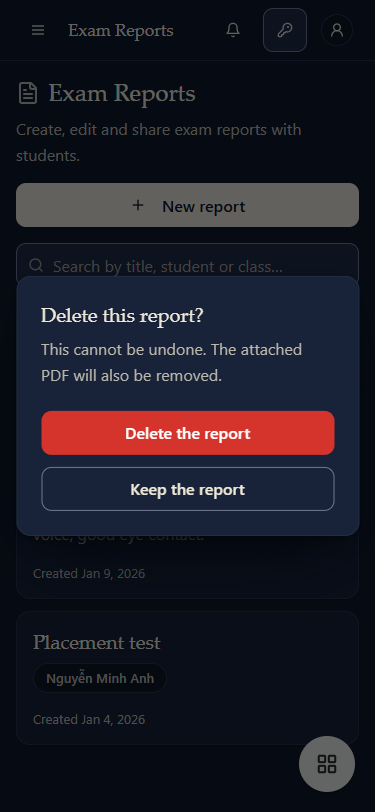 Exam Reports
Exam Reports
Create, edit and share exam reports with
students.
New report
Search by title, student or class...
Delete this report?
This cannot be undone. The attached
PDF will also be removed.
Delete the report
Keep the report
voice, good eye contact.
Created Jan 9, 2026
Placement test
Nguyễn Minh Anh
Created Jan 4, 2026